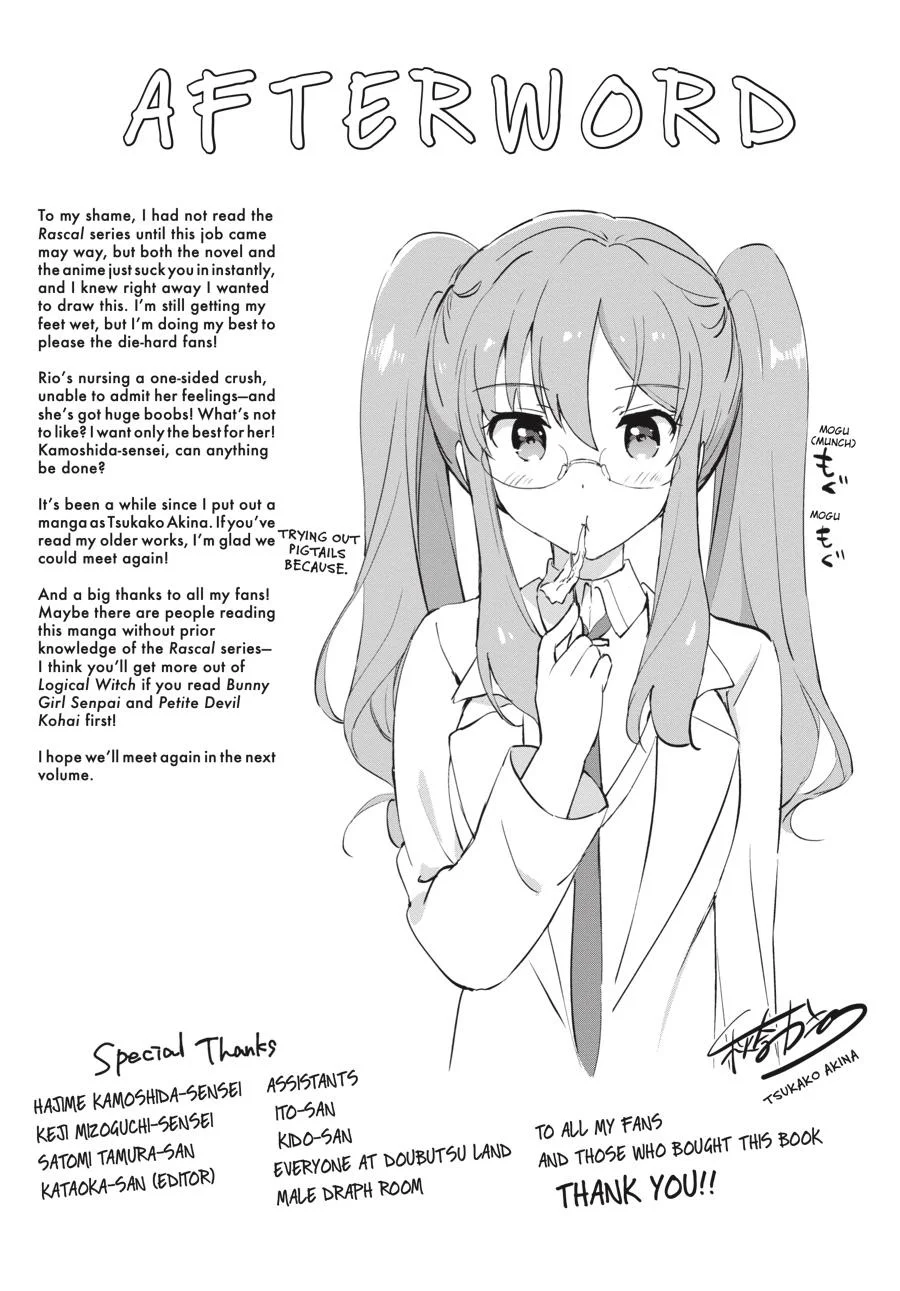 AFTERWORD
To my shame, I had not read the
Rascal series until this job came
may way, but both the novel and
the anime just suck you in instantly,
and I knew right away I wanted
to draw this. I'm still getting my
feet wet, but I'm doing my best to
please the die-hard fans!
Rio's nursing a one-sided crush,
unable to admit her feelings—and
she's got huge boobs! What's not
to like? I want only the best for her!
Kamoshida-sensei, can anything
be done?
It's been a while since I put out a
manga as Tsukako Akina. If you've
read my older works, I'm glad we
could meet again!
And a big thanks to all my fans!
Maybe there are people reading
this manga without prior
knowledge of the Rascal series—
I think you'll get more out of
Logical Witch if you read Bunny
Girl Senpai and Petite Devil
Kohai first!
I hope we'll meet again in the next
volume.
TRYING OUT
PIGTAILS
BECAUSE.
MOGU
(MUNCH)
もぐ
MOGU
もぐ
TSUKAKO AKINA
Special Thanks
HAJIME KAMOSHIDA-SENSEI
KEJI MIZOGUCHI-SENSEI
SATOMI TAMURA-SAN
KATAOKA-SAN (EDITOR)
ASSISTANTS
ITO-SAN
KIDO-SAN
EVERYONE AT DOUBUTSU LAND
MALE DRAPH ROOM
TO ALL MY FANS
AND THOSE WHO BOUGHT THIS BOOK
THANK YOU!!